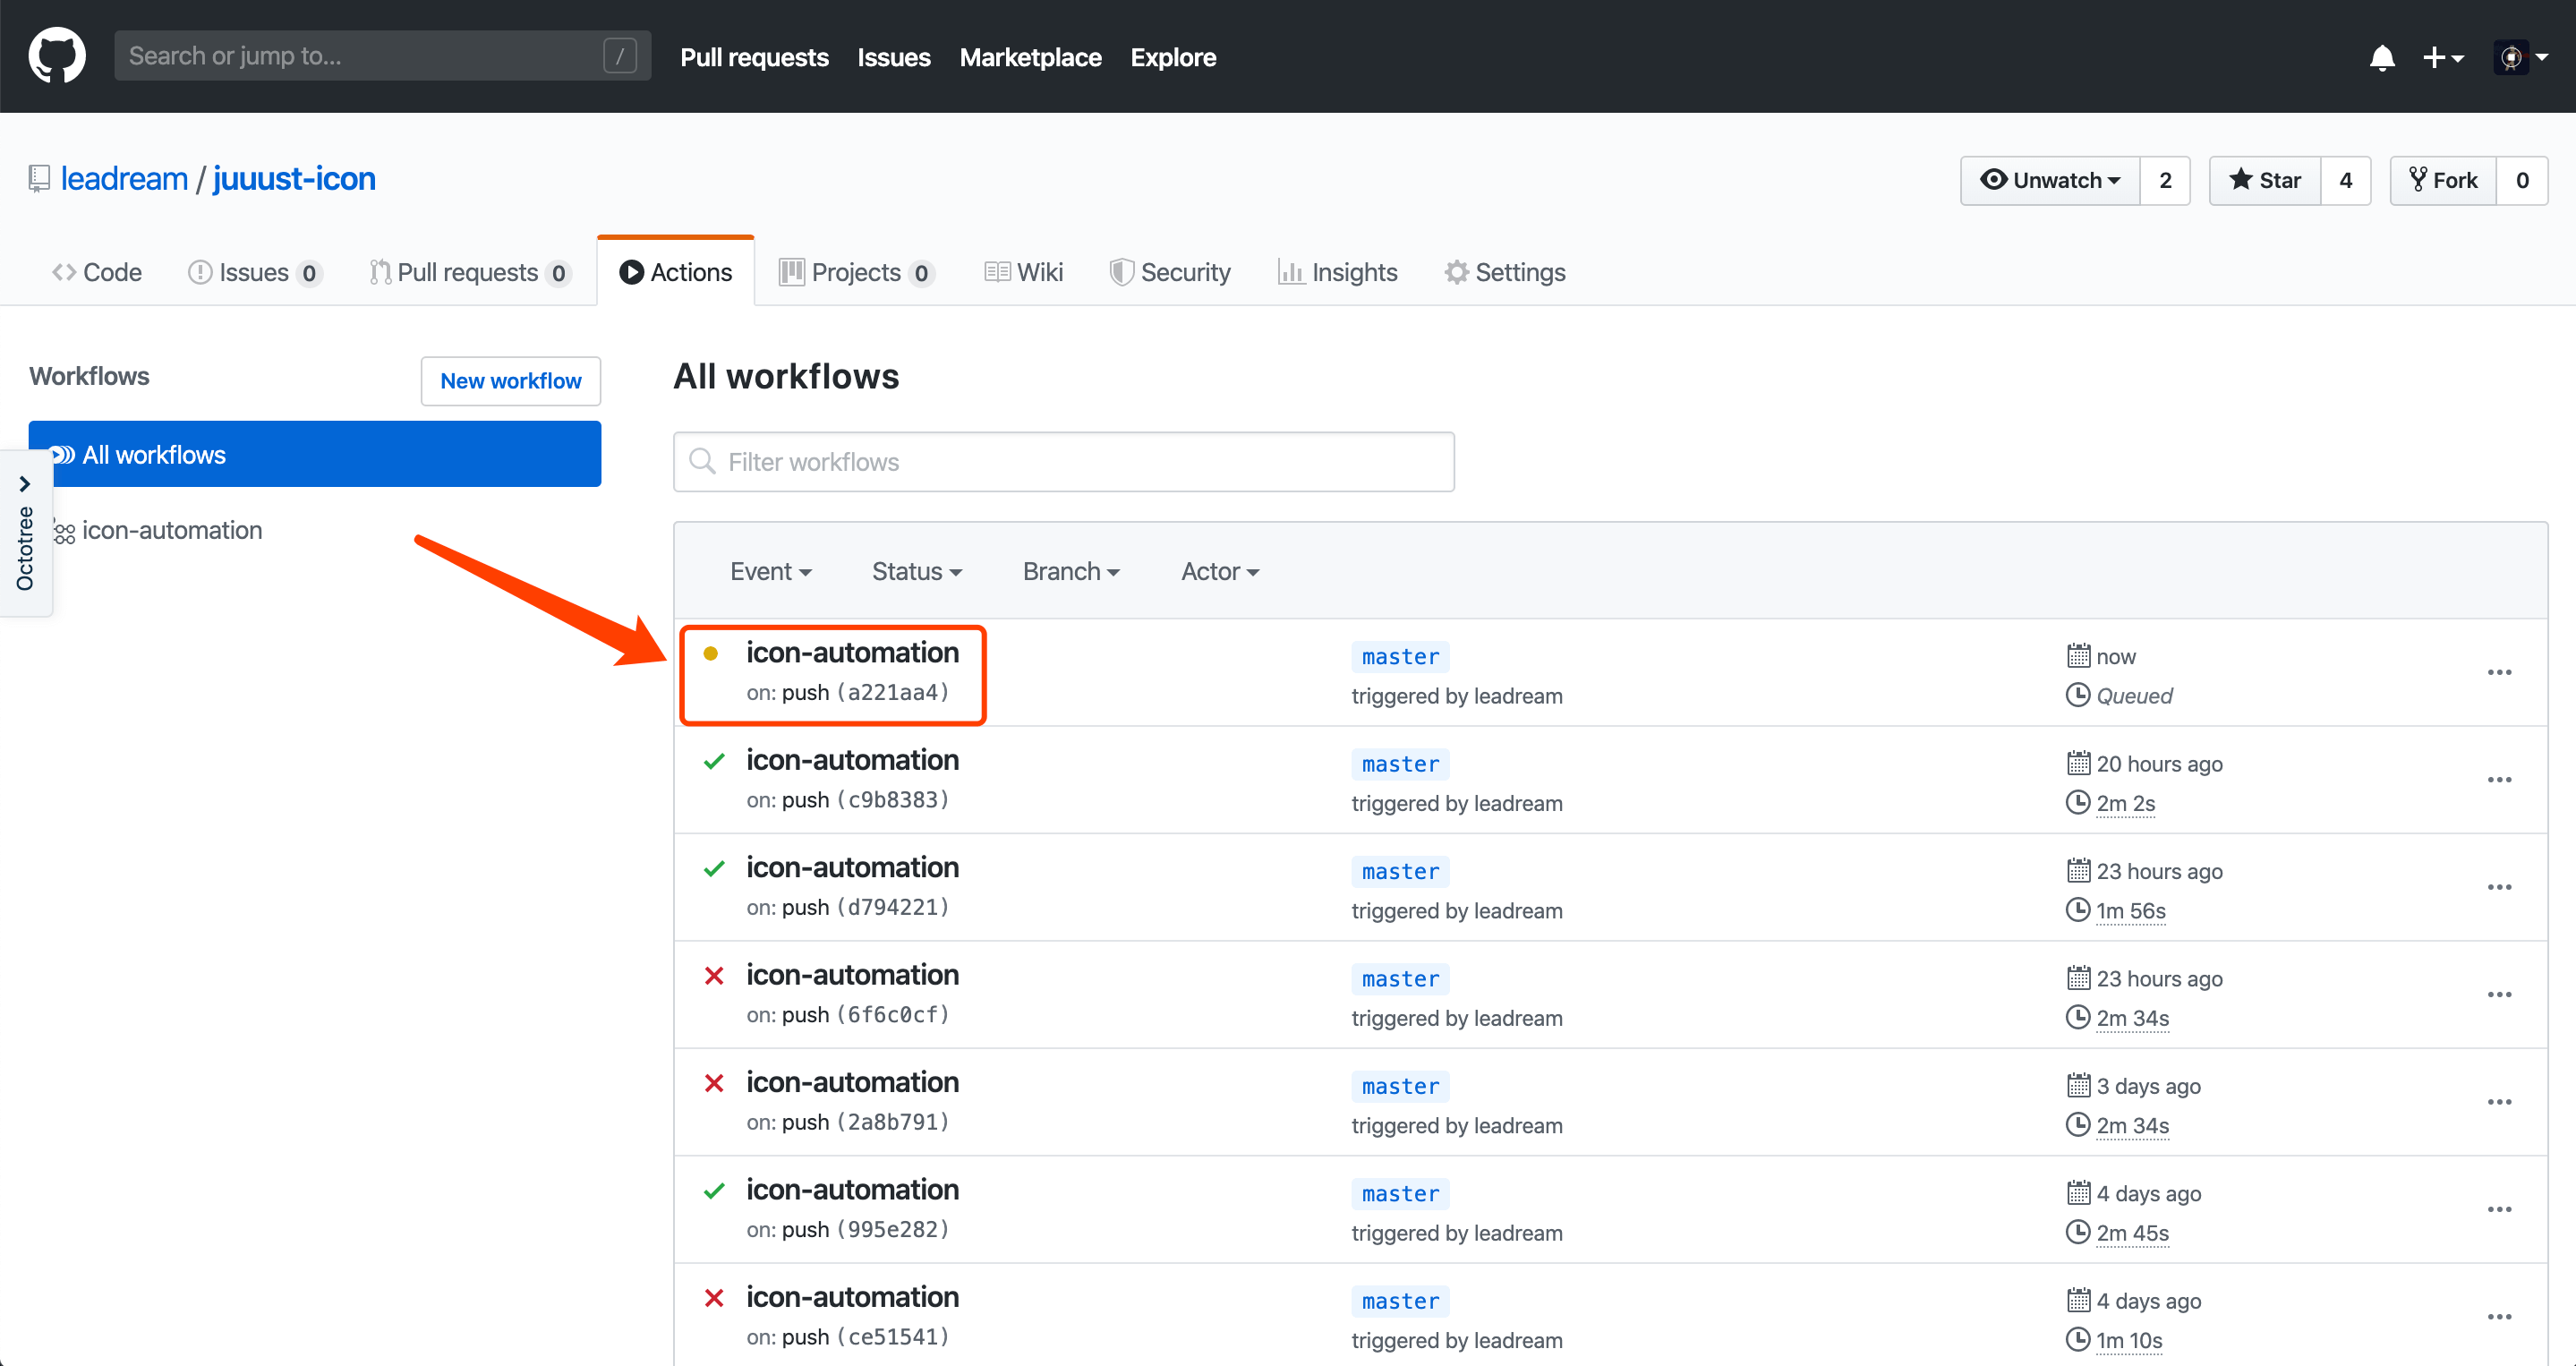 Search or jump to... /
Pull requests Issues Marketplace Explore
leadream / juuust-icon
Unwatch 2 Star 4 Fork 0
Code Issues 0 Pull requests 0 Actions Projects 0 Wiki Security Insights Settings
Workflows
New workflow
All workflows
icon-automation
Octotree
All workflows
Filter workflows
Event Status Branch Actor
icon-automation
on: push (a221aa4)
master
triggered by leadream
now
Queued
icon-automation
on: push (c9b8383)
master
triggered by leadream
20 hours ago
2m 2s
icon-automation
on: push (d794221)
master
triggered by leadream
23 hours ago
1m 56s
icon-automation
on: push (6f6c0cf)
master
triggered by leadream
23 hours ago
2m 34s
icon-automation
on: push (2a8b791)
master
triggered by leadream
3 days ago
2m 34s
icon-automation
on: push (995e282)
master
triggered by leadream
4 days ago
2m 45s
icon-automation
on: push (ce51541)
master
triggered by leadream
4 days ago
1m 10s